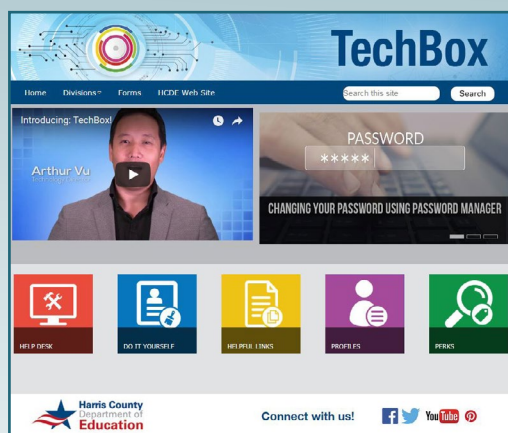 TechBox
Home Divisions Forms HCDE Web Site Search this site Search
Introducing: TechBox!
Arthur Vu
PASSWORD
*****
CHANGING YOUR PASSWORD USING PASSWORD MANAGER
HELP DESK
DO IT YOURSELF
HELPFUL LINKS
PROFILES
PERKS
Harris County
Department of
Education
Connect with us!
You Tube